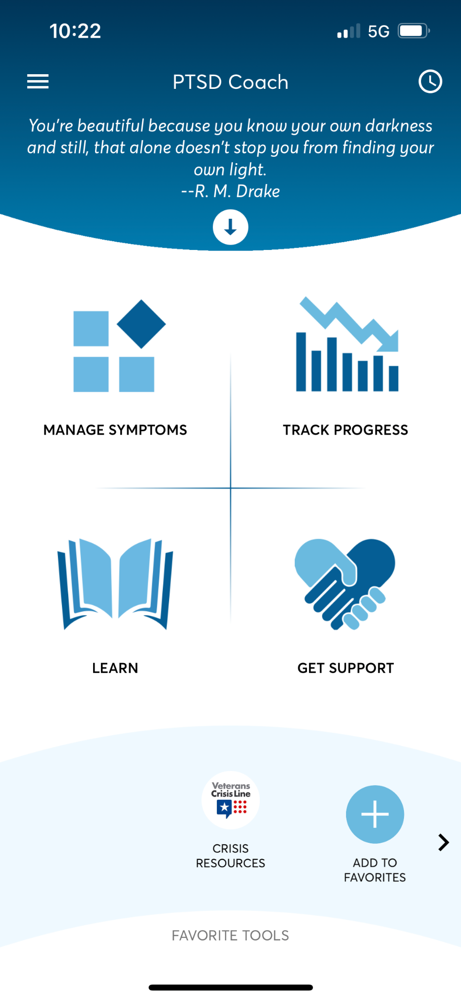 10:22
5G
PTSD Coach
You're beautiful because you know your own darkness
and still, that alone doesn't stop you from finding your
own light.
--R. M. Drake
MANAGE SYMPTOMS
TRACK PROGRESS
LEARN
GET SUPPORT
Veterans
Crisis Line
CRISIS
RESOURCES
ADD TO
FAVORITES
FAVORITE TOOLS